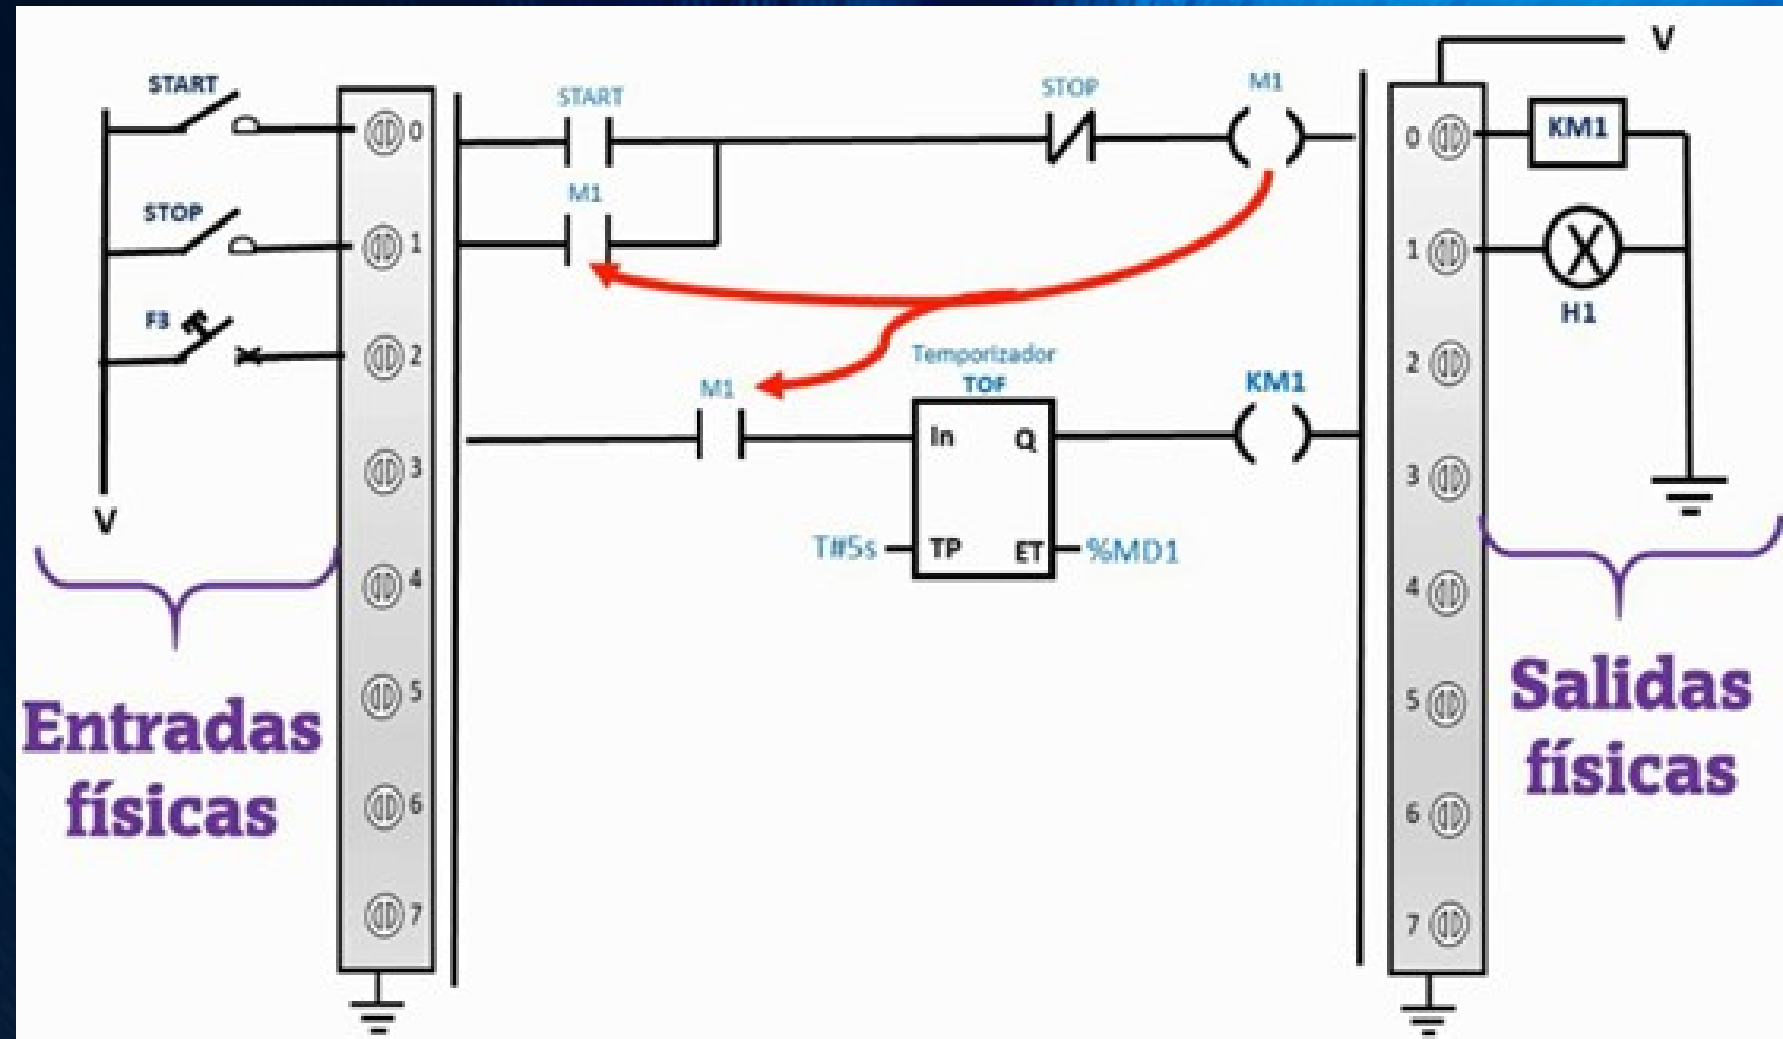 START
STOP
F3
V
Entradas
físicas
0
1
2
3
4
5
6
7
START
STOP
M1
M1
M1
Temporizador
TOF
In
Q
KM1
T#5s
TP
ET
%MD1
V
0
1
2
3
4
5
6
7
KM1
H1
Salidas
físicas